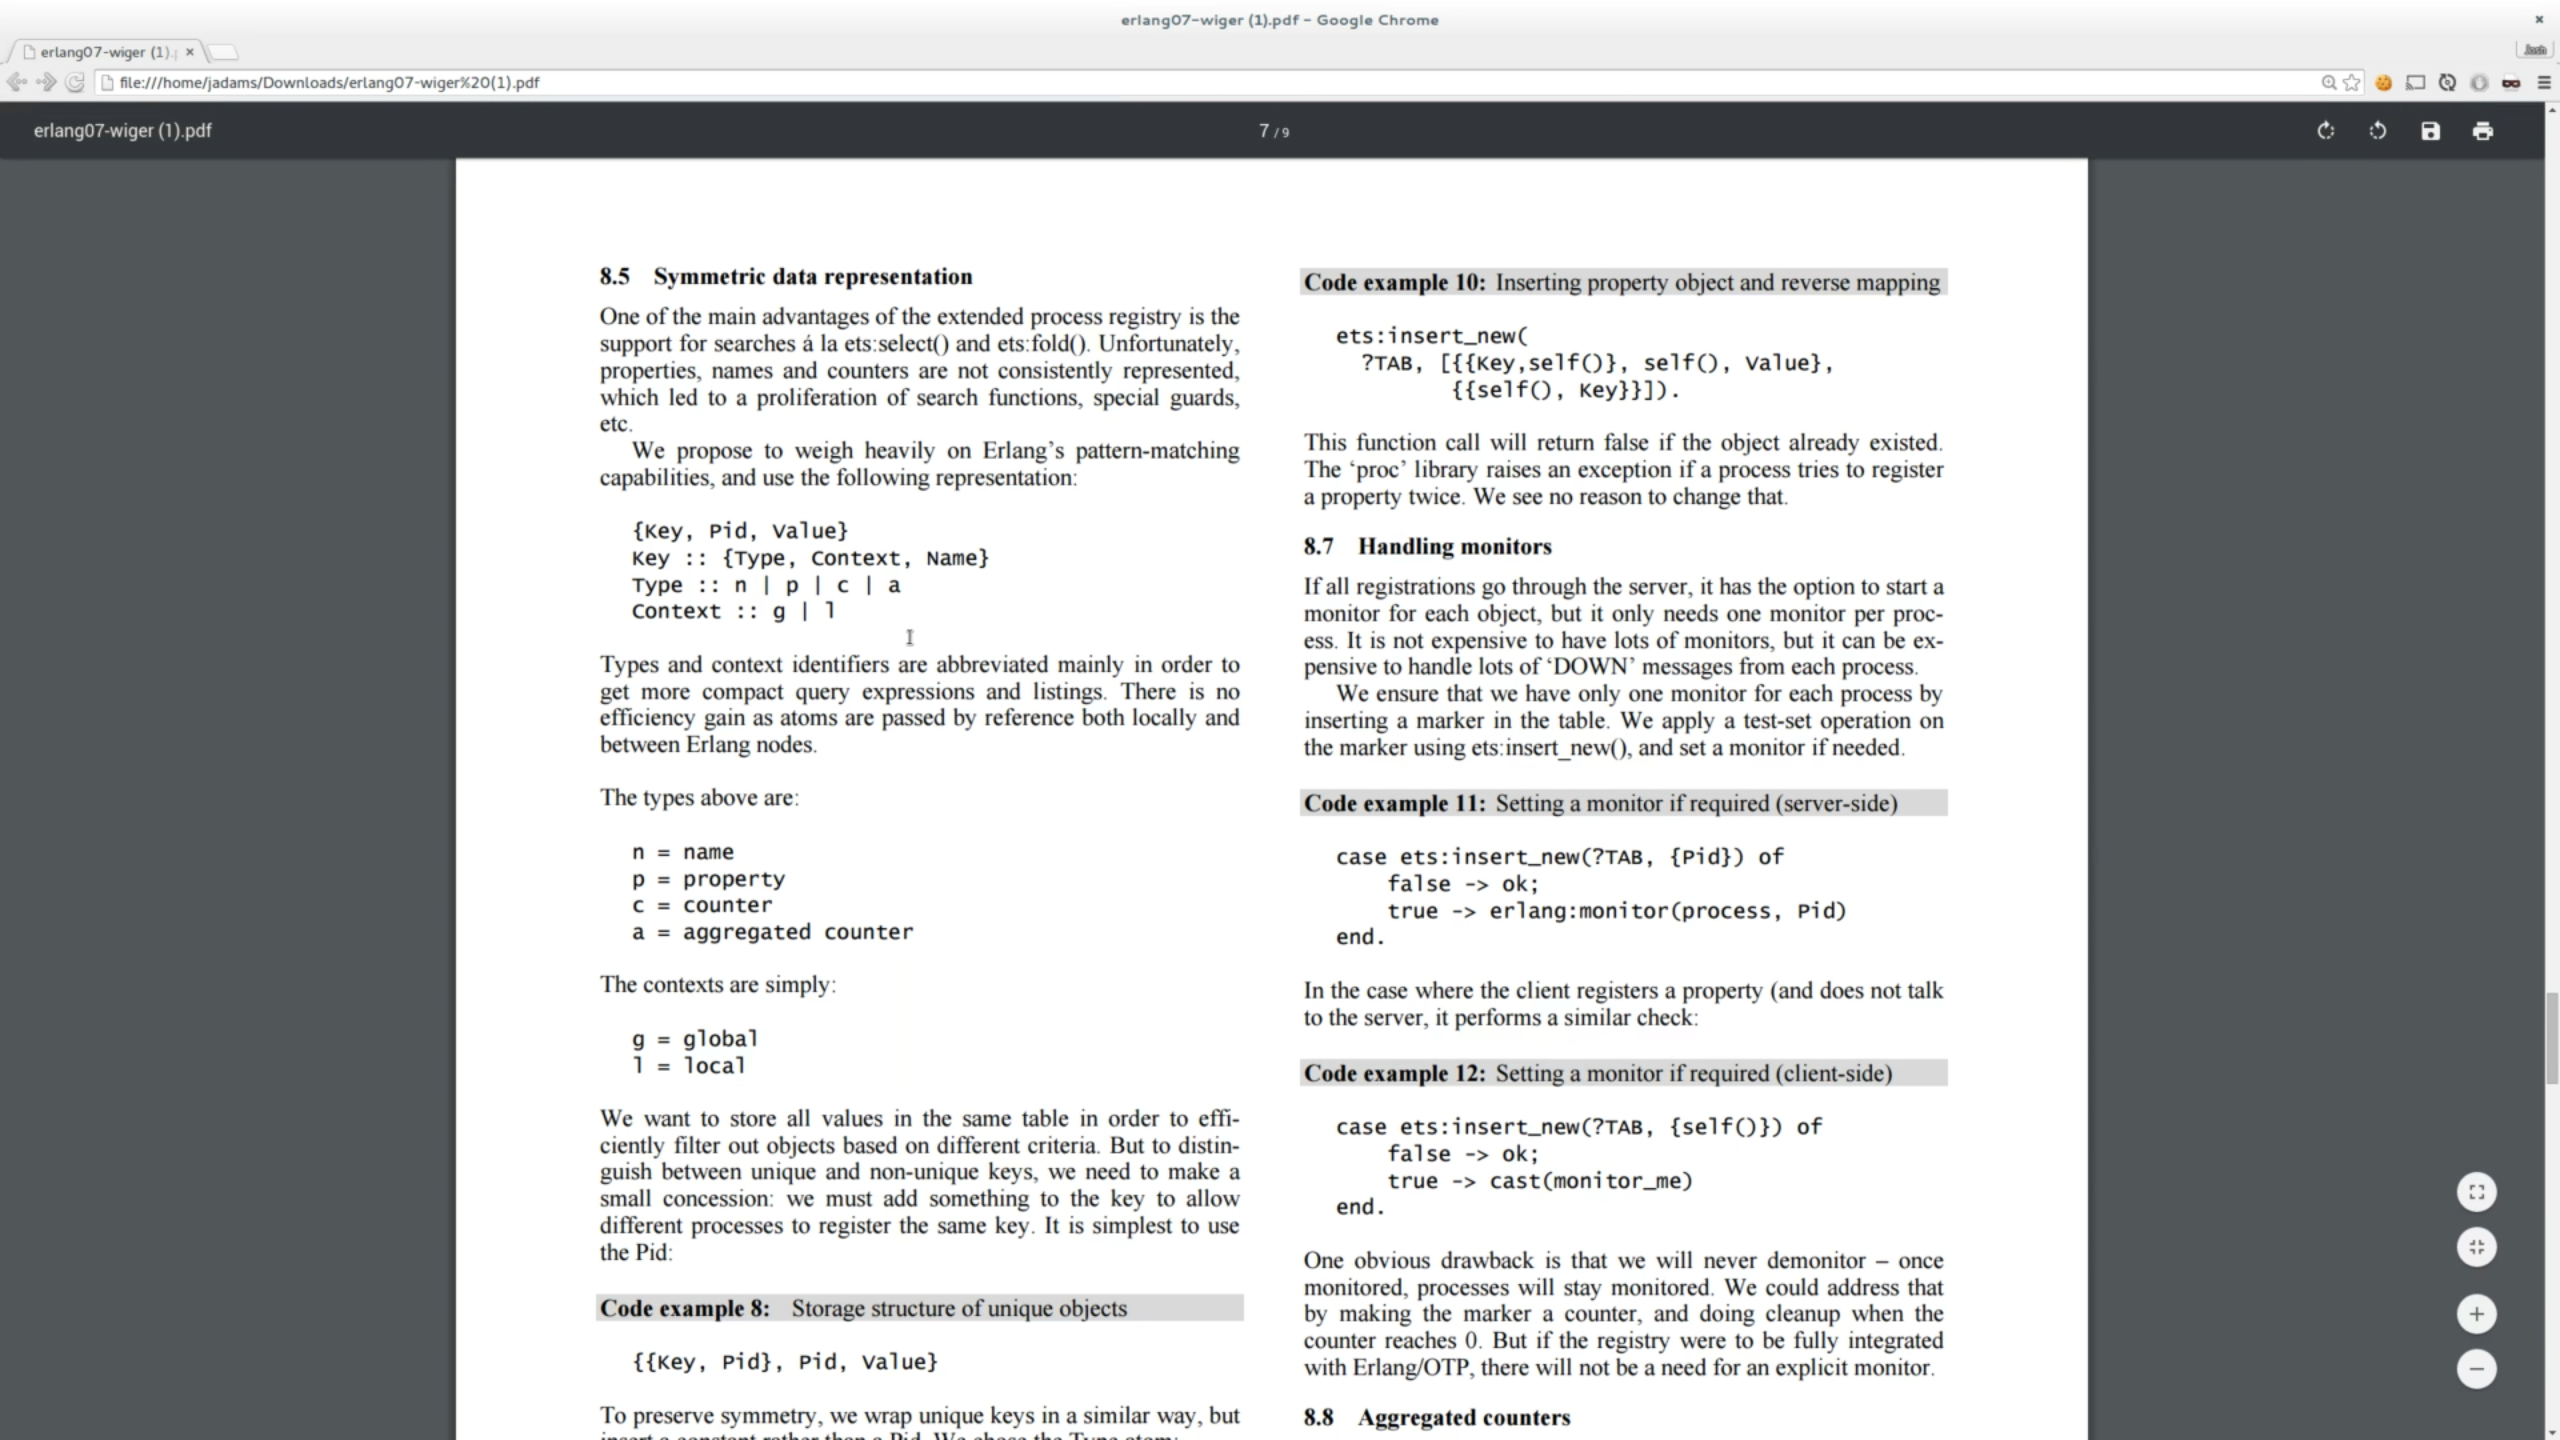 erlang07-wiger (1).pdf - Google Chrome
erlang07-wiger (1).
Josh
file:///home/jadams/Downloads/erlang07-wiger%20(1).pdf
erlang07-wiger (1).pdf
7 / 9
8.5 Symmetric data representation
One of the main advantages of the extended process registry is the
support for searches á la ets:select() and ets:fold(). Unfortunately,
properties, names and counters are not consistently represented,
which led to a proliferation of search functions, special guards,
etc.
We propose to weigh heavily on Erlang's pattern-matching
capabilities, and use the following representation:
{Key, Pid, Value}
Key :: {Type, Context, Name}
Type :: n | p | c | a
Context :: g | l
Types and context identifiers are abbreviated mainly in order to
get more compact query expressions and listings. There is no
efficiency gain as atoms are passed by reference both locally and
between Erlang nodes.
The types above are:
n = name
p = property
c = counter
a = aggregated counter
The contexts are simply:
g = global
l = local
We want to store all values in the same table in order to effi-
ciently filter out objects based on different criteria. But to distin-
guish between unique and non-unique keys, we need to make a
small concession: we must add something to the key to allow
different processes to register the same key. It is simplest to use
the Pid:
Code example 8: Storage structure of unique objects
{{Key, Pid}, Pid, Value}
To preserve symmetry, we wrap unique keys in a similar way, but
insert a constant rather than a Pid. We chose the Type atom:
Code example 10: Inserting property object and reverse mapping
ets:insert_new(
?TAB, [{{Key,self()}, self(), Value},
{{self(), Key}}]).
This function call will return false if the object already existed.
The ‘proc’ library raises an exception if a process tries to register
a property twice. We see no reason to change that.
8.7 Handling monitors
If all registrations go through the server, it has the option to start a
monitor for each object, but it only needs one monitor per proc-
ess. It is not expensive to have lots of monitors, but it can be ex-
pensive to handle lots of ‘DOWN’ messages from each process.
We ensure that we have only one monitor for each process by
inserting a marker in the table. We apply a test-set operation on
the marker using ets:insert_new(), and set a monitor if needed.
Code example 11: Setting a monitor if required (server-side)
case ets:insert_new(?TAB, {Pid}) of
false -> ok;
true -> erlang:monitor(process, Pid)
end.
In the case where the client registers a property (and does not talk
to the server, it performs a similar check:
Code example 12: Setting a monitor if required (client-side)
case ets:insert_new(?TAB, {self()}) of
false -> ok;
true -> cast(monitor_me)
end.
One obvious drawback is that we will never demonitor – once
monitored, processes will stay monitored. We could address that
by making the marker a counter, and doing cleanup when the
counter reaches 0. But if the registry were to be fully integrated
with Erlang/OTP, there will not be a need for an explicit monitor.
8.8 Aggregated counters